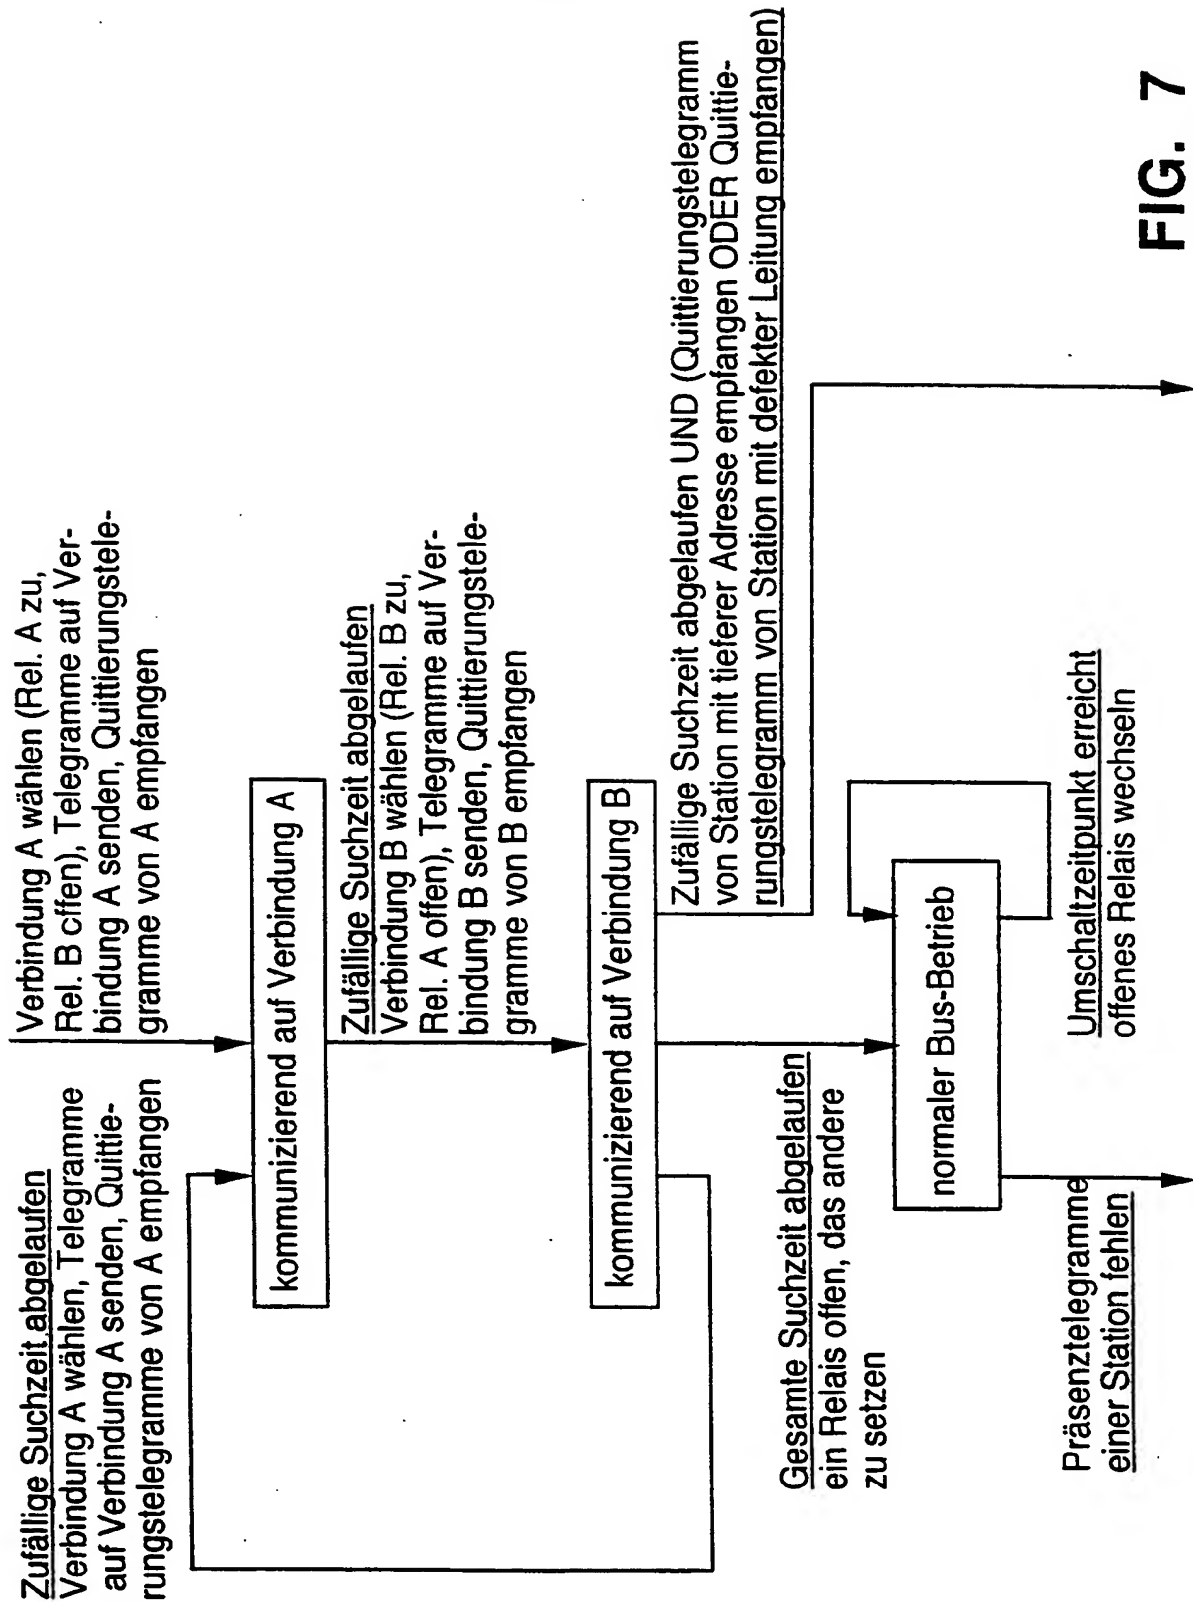 Zufällige Suchzeit abgelaufen
Verbindung A wählen, Telegramme
auf Verbindung A senden, Quittie-
rungstelegramme von A empfangen
Verbindung A wählen (Rel. A zu,
Rel. B cffen), Telegramme auf Ver-
bindung A senden, Quittierungstele-
gramme von A empfangen
kommunizierend auf Verbindung A
Zufällige Suchzeit abgelaufen
Verbindung B wählen (Rel. B zu,
Rel. A offen), Telegramme auf Ver-
bindung B senden, Quittierungstele-
gramme von B empfangen
kommunizierend auf Verbindung B
Zufällige Suchzeit abgelaufen UND (Quittierungstelegramm
von Station mit tieferer Adresse empfangen ODER Quittie-
rungstelegramm von Station mit defekter Leitung empfangen)
Gesamte Suchzeit abgelaufen
ein Relais offen, das andere
zu setzen
normaler Bus-Betrieb
Präsenztelegramme
einer Station fehlen
Umschaltzeitpunkt erreicht
offenes Relais wechseln
FIG. 7